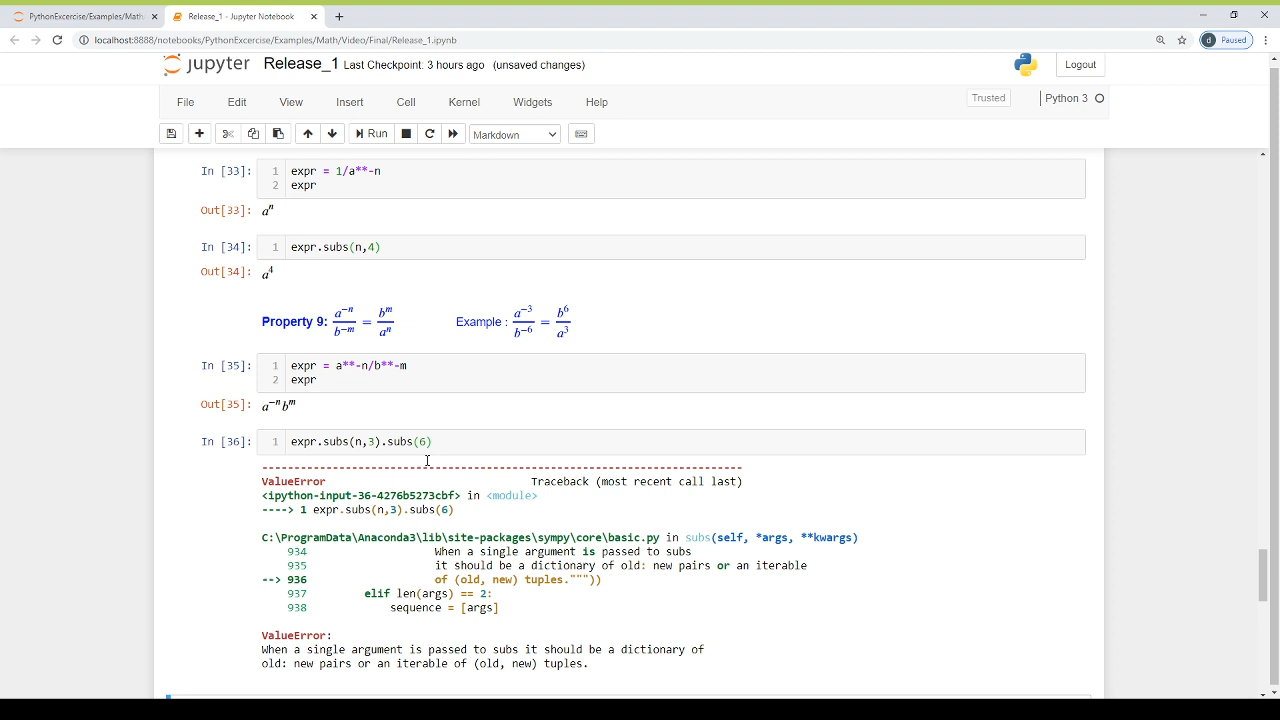 PythonExcercise/Examples/Math
Release_1 - Jupyter Notebook
localhost:8888/notebooks/PythonExcercise/Examples/Math/Video/Final/Release_1.ipynb
d Paused
jupyter Release_1 Last Checkpoint: 3 hours ago (unsaved changes)
Logout
File Edit View Insert Cell Kernel Widgets Help
Trusted Python 3
Run Markdown
In [33]: 1 expr = 1/a**-n
2 expr
Out[33]: aⁿ
In [34]: 1 expr.subs(n,4)
Out[34]: a⁴
Property 9: a⁻ⁿ/b⁻ᵐ = bᵐ/aⁿ Example : a⁻³/b⁻⁶ = b⁶/a³
In [35]: 1 expr = a**-n/b**-m
2 expr
Out[35]: a⁻ⁿbᵐ
In [36]: 1 expr.subs(n,3).subs(6)
---------------------------------------------------------------------------
ValueError Traceback (most recent call last)
<ipython-input-36-4276b5273cbf> in <module>
----> 1 expr.subs(n,3).subs(6)
C:\ProgramData\Anaconda3\lib\site-packages\sympy\core\basic.py in subs(self, *args, **kwargs)
934 When a single argument is passed to subs
935 it should be a dictionary of old: new pairs or an iterable
--> 936 of (old, new) tuples."""))
937 elif len(args) == 2:
938 sequence = [args]
ValueError:
When a single argument is passed to subs it should be a dictionary of
old: new pairs or an iterable of (old, new) tuples.